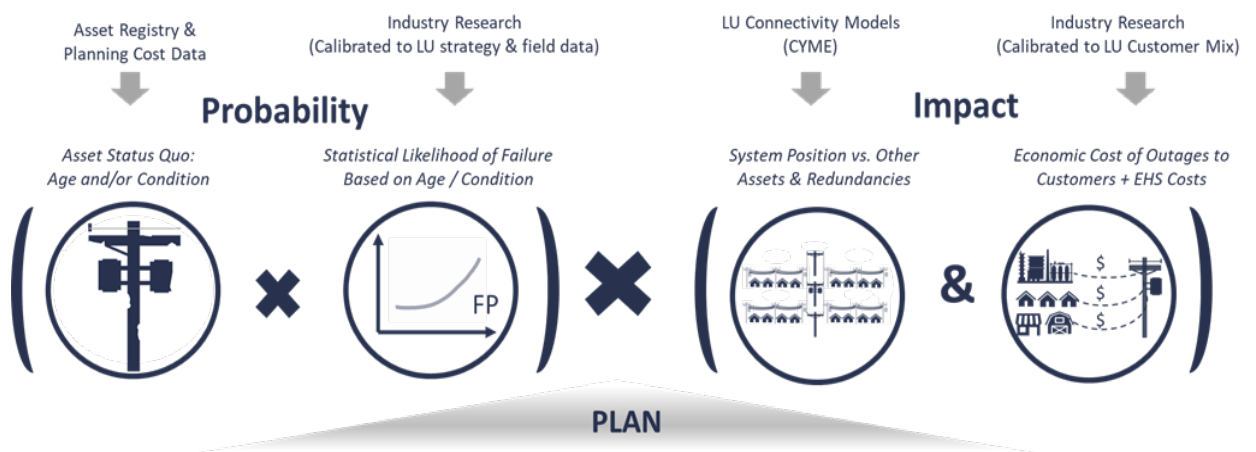 Asset Registry &
Planning Cost Data
Industry Research
(Calibrated to LU strategy & field data)
LU Connectivity Models
(CYME)
Industry Research
(Calibrated to LU Customer Mix)
Probability
Impact
Asset Status Quo:
Age and/or Condition
Statistical Likelihood of Failure
Based on Age / Condition
System Position vs. Other
Assets & Redundancies
Economic Cost of Outages to
Customers + EHS Costs
FP
&
$
$
$
PLAN